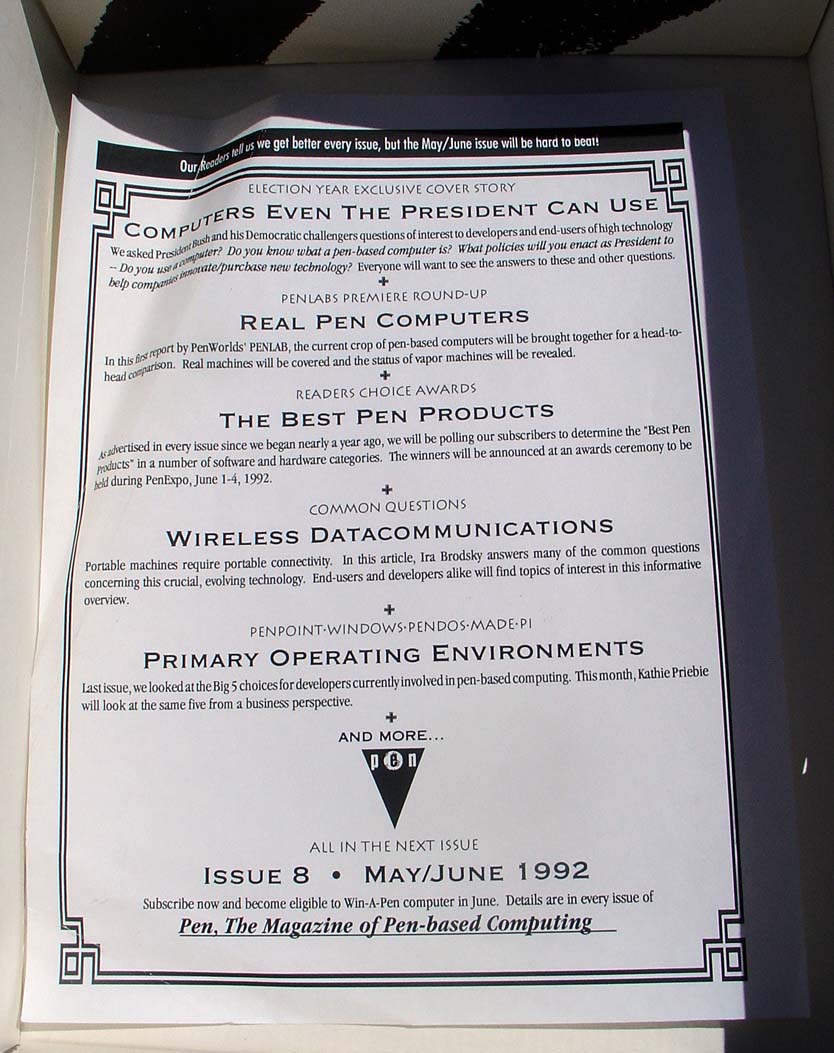 Our Readers tell us we get better every issue, but the May/June issue will be hard to beat!
ELECTION YEAR EXCLUSIVE COVER STORY
COMPUTERS EVEN THE PRESIDENT CAN USE
We asked President Bush and his Democratic challengers questions of interest to developers and end-users of high technology
-- Do you use a computer? Do you know what a pen-based computer is? What policies will you enact as President to
help companies innovate/purchase new technology? Everyone will want to see the answers to these and other questions.
+
PENLABS PREMIERE ROUND-UP
REAL PEN COMPUTERS
In this first report by PenWorlds' PENLAB, the current crop of pen-based computers will be brought together for a head-to-
head comparison. Real machines will be covered and the status of vapor machines will be revealed.
+
READERS CHOICE AWARDS
THE BEST PEN PRODUCTS
As advertised in every issue since we began nearly a year ago, we will be polling our subscribers to determine the "Best Pen
Products" in a number of software and hardware categories. The winners will be announced at an awards ceremony to be
held during PenExpo, June 1-4, 1992.
+
COMMON QUESTIONS
WIRELESS DATACOMMUNICATIONS
Portable machines require portable connectivity. In this article, Ira Brodsky answers many of the common questions
concerning this crucial, evolving technology. End-users and developers alike will find topics of interest in this informative
overview.
+
PENPOINT·WINDOWS·PENDOS·MADE·PI
PRIMARY OPERATING ENVIRONMENTS
Last issue, we looked at the Big 5 choices for developers currently involved in pen-based computing. This month, Kathie Priebie
will look at the same five from a business perspective.
+
AND MORE...
pen
ALL IN THE NEXT ISSUE
ISSUE 8 • MAY/JUNE 1992
Subscribe now and become eligible to Win-A-Pen computer in June. Details are in every issue of
Pen, The Magazine of Pen-based Computing